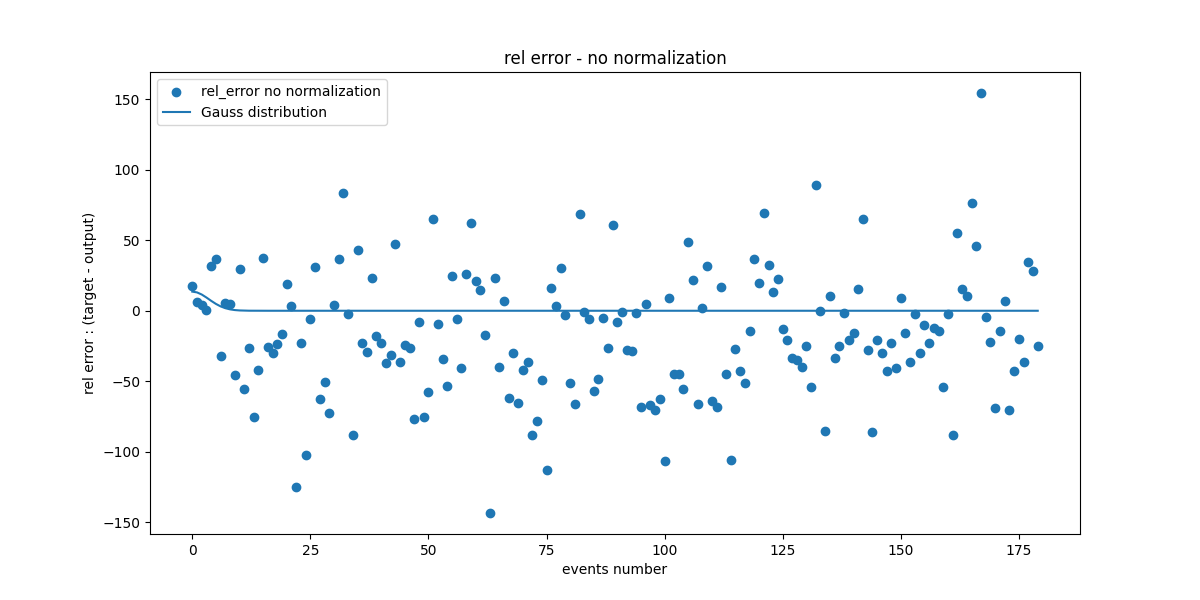 rel error - no normalization
rel_error no normalization
Gauss distribution
rel error : (target - output)
150
100
50
0
−50
−100
−150
0 25 50 75 100 125 150 175
events number